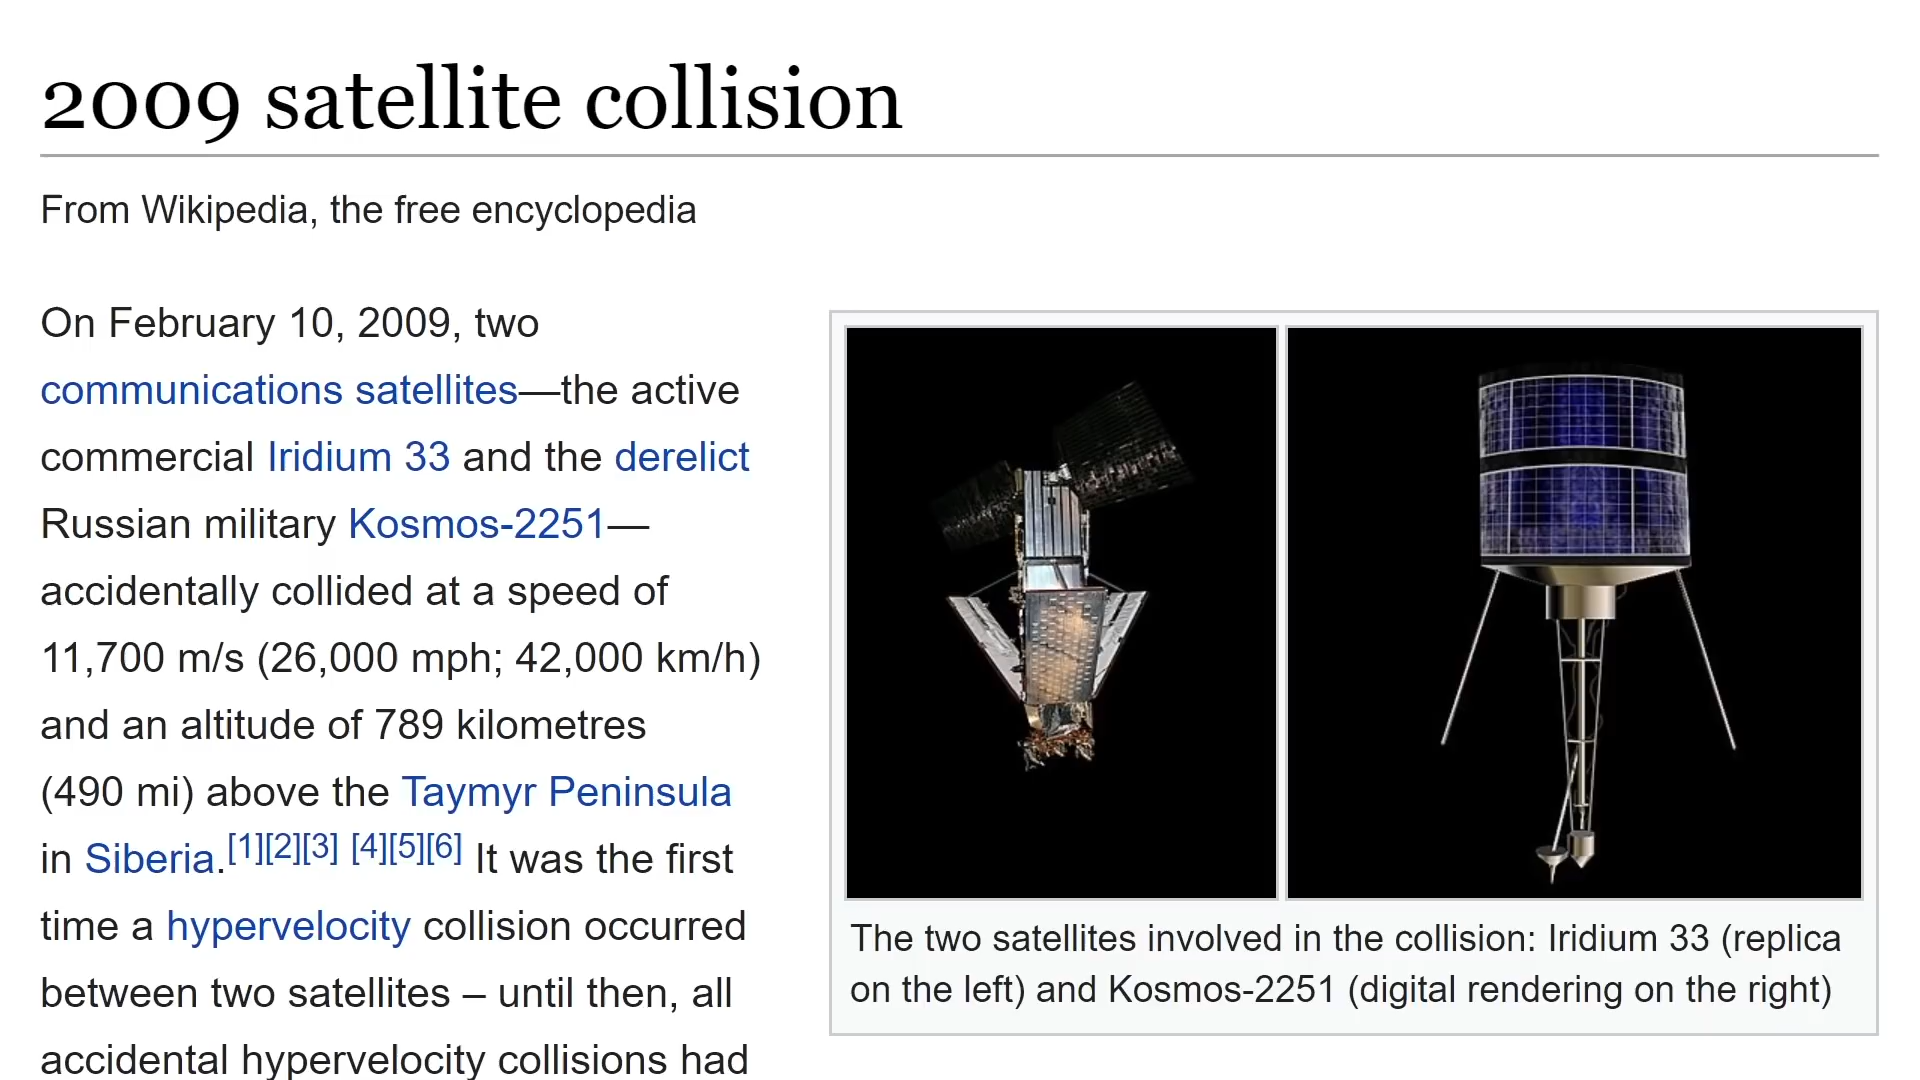 2009 satellite collision
From Wikipedia, the free encyclopedia
On February 10, 2009, two
communications satellites—the active
commercial Iridium 33 and the derelict
Russian military Kosmos-2251—
accidentally collided at a speed of
11,700 m/s (26,000 mph; 42,000 km/h)
and an altitude of 789 kilometres
(490 mi) above the Taymyr Peninsula
in Siberia.[1][2][3] [4][5][6] It was the first
time a hypervelocity collision occurred
between two satellites – until then, all
accidental hypervelocity collisions had
The two satellites involved in the collision: Iridium 33 (replica
on the left) and Kosmos-2251 (digital rendering on the right)